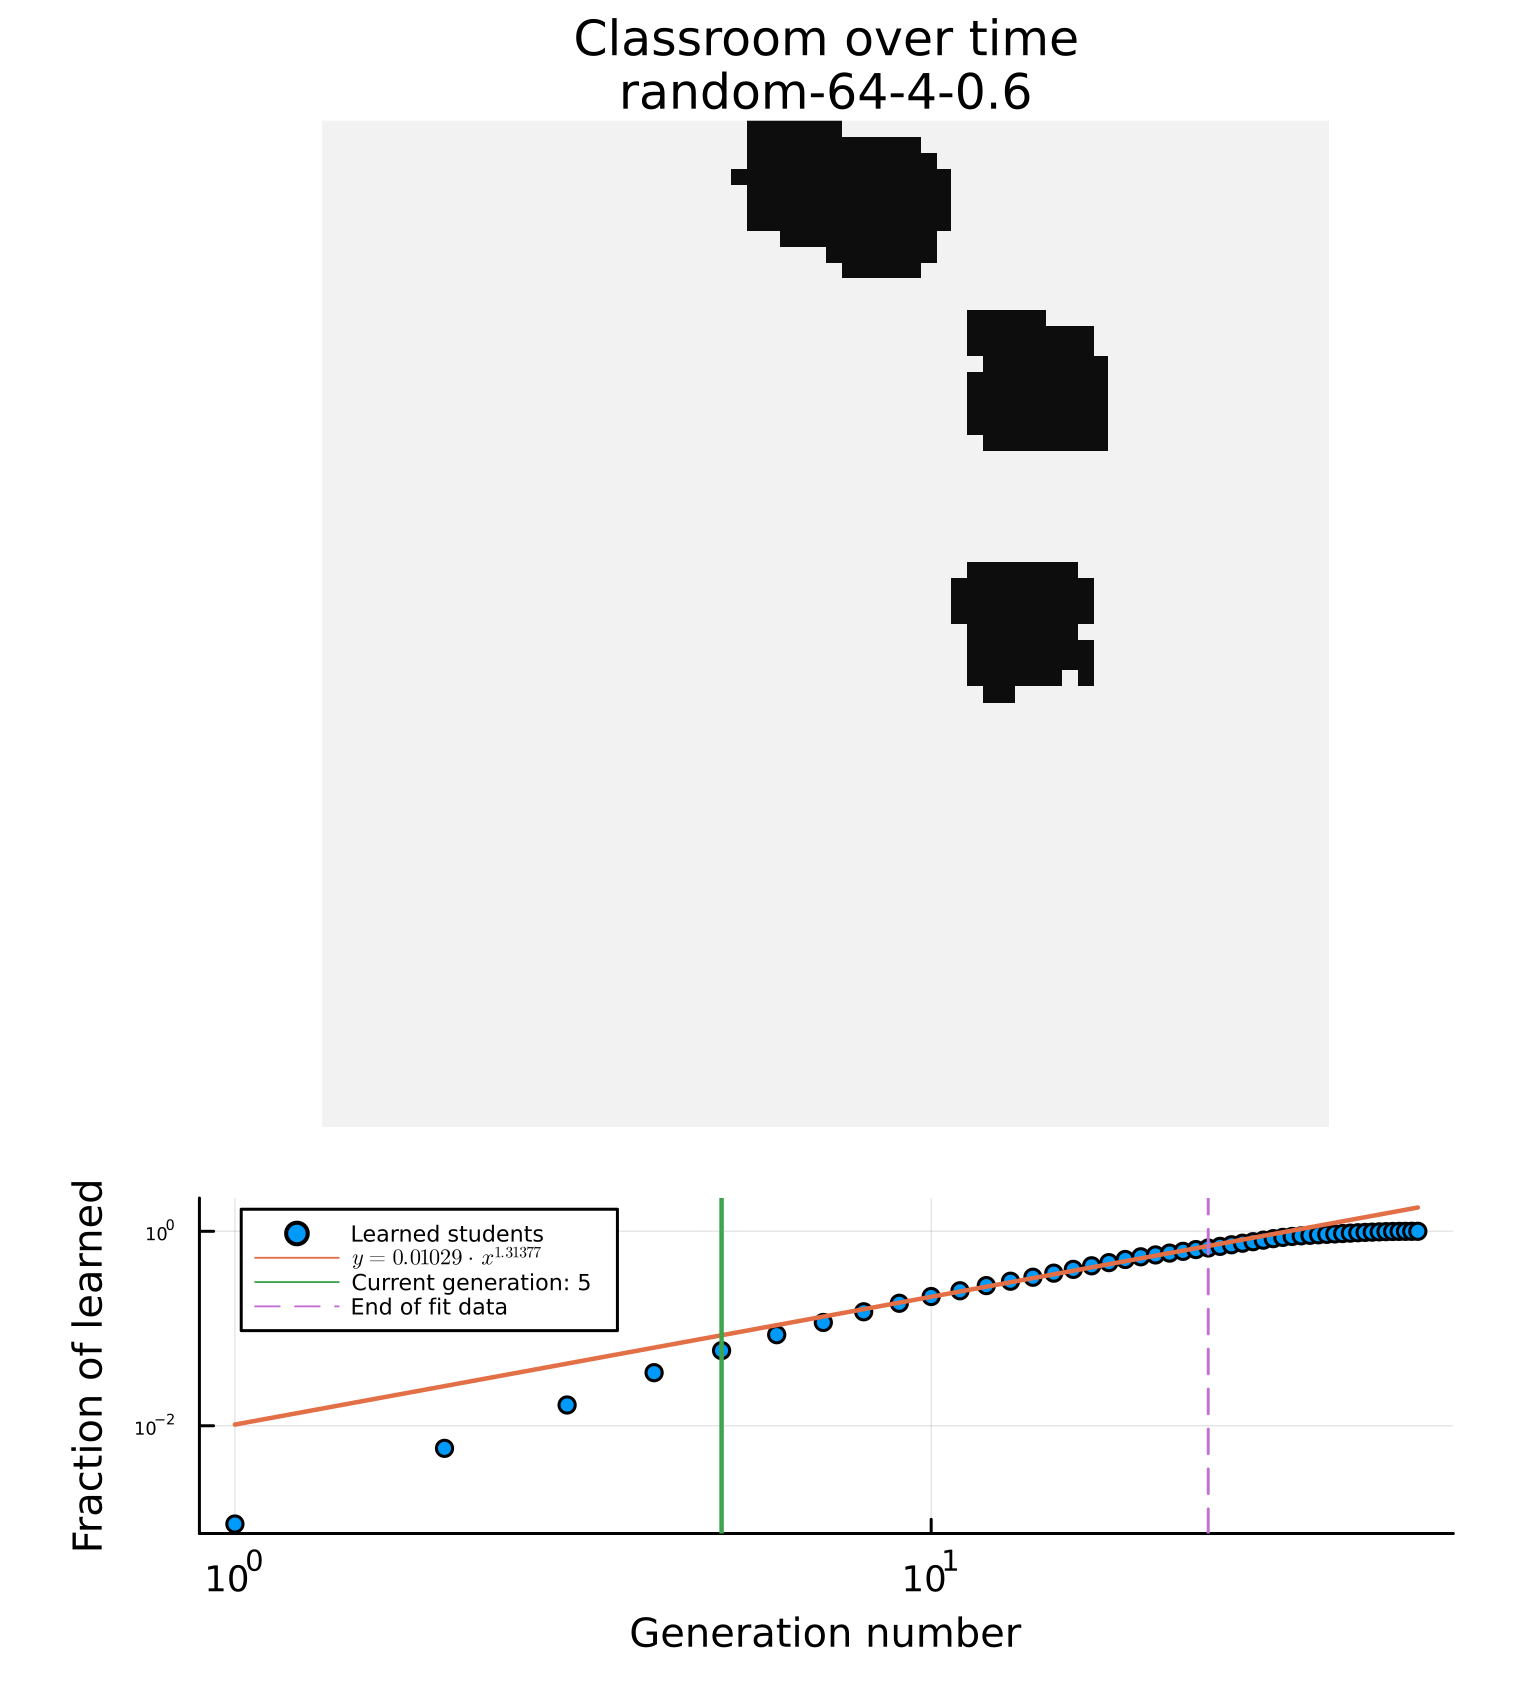 Classroom over time
random-64-4-0.6
Fraction of learned
10^0
10^-2
Learned students
y = 0.01029 · x^1.31377
Current generation: 5
End of fit data
10^0
10^1
Generation number